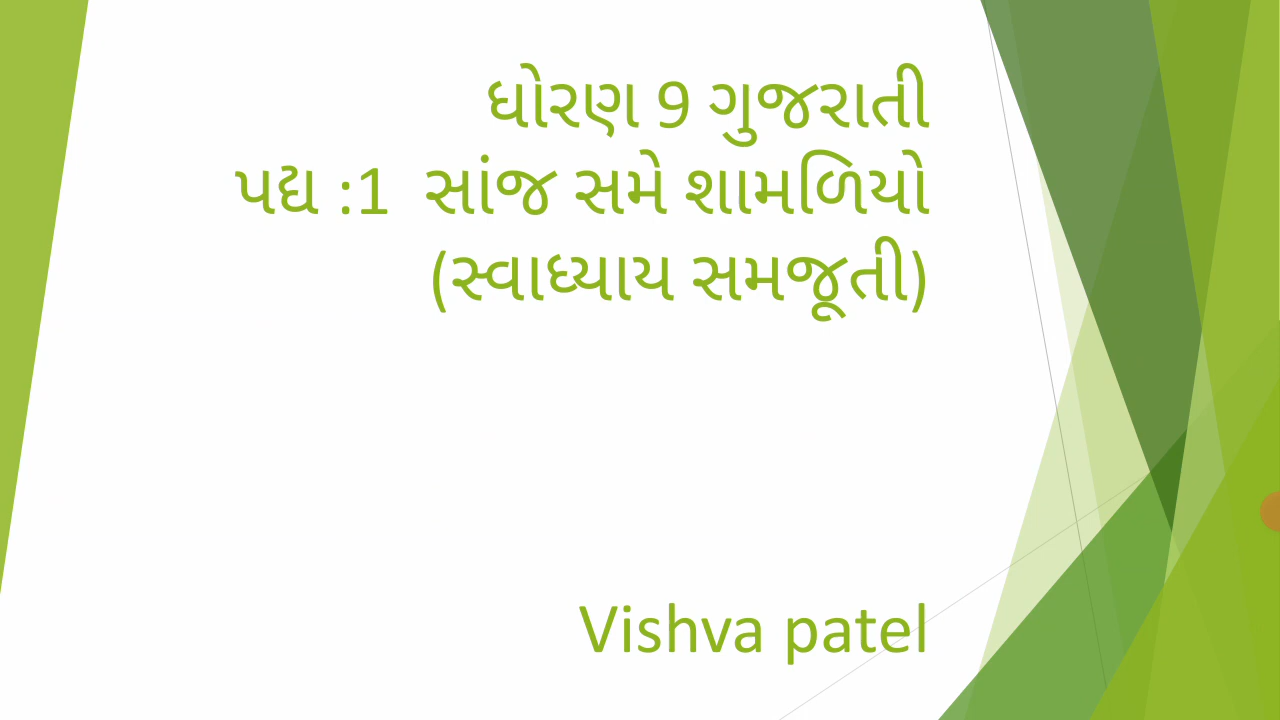 ધોરણ 9 ગુજરાતી
પદ્ય :1 સાંજ સમે શામળિયો
(સ્વાધ્યાય સમજૂતી)
Vishva patel